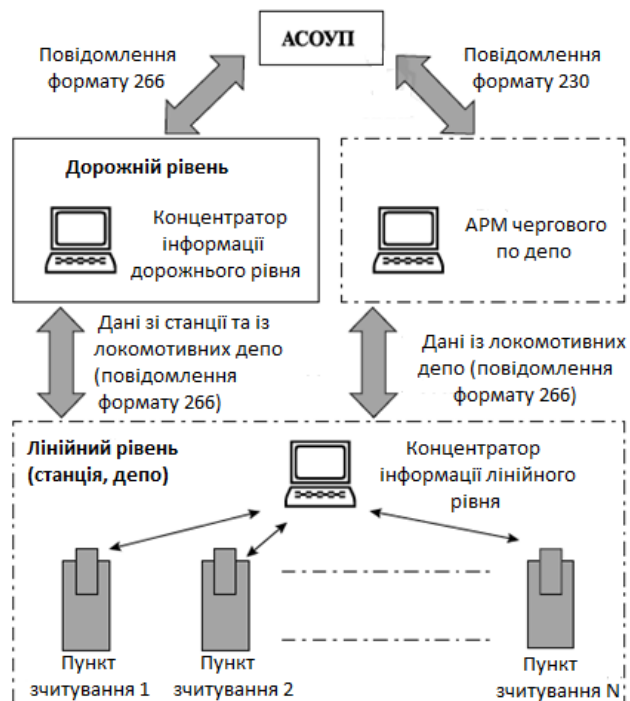 АСОУП
Повідомлення
формату 266
Повідомлення
формату 230
Дорожній рівень
Концентратор
інформації
дорожнього рівня
АРМ чергового
по депо
Дані зі станції та із
локомотивних депо
(повідомлення
формату 266)
Дані із локомотивних
депо (повідомлення
формату 266)
Лінійний рівень
(станція, депо)
Концентратор
інформації лінійного
рівня
Пункт
зчитування 1
Пункт
зчитування 2
Пункт
зчитування N